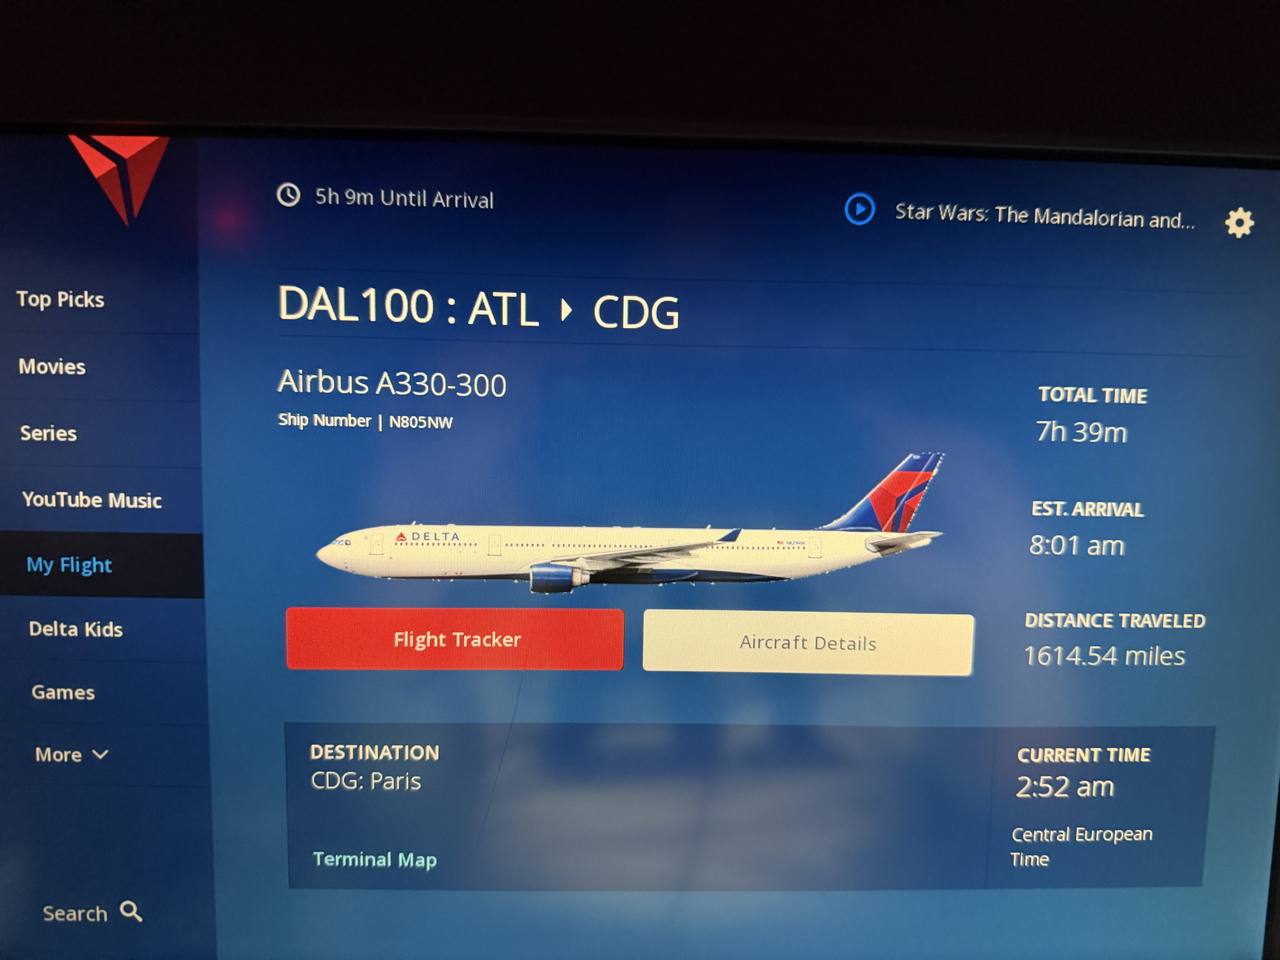 5h 9m Until Arrival
Star Wars: The Mandalorian and...
Top Picks
Movies
Series
YouTube Music
My Flight
Delta Kids
Games
More
Search
DAL100 : ATL ▸ CDG
Airbus A330-300
Ship Number | N805NW
DELTA
TOTAL TIME
7h 39m
EST. ARRIVAL
8:01 am
DISTANCE TRAVELED
1614.54 miles
Flight Tracker
Aircraft Details
DESTINATION
CDG: Paris
Terminal Map
CURRENT TIME
2:52 am
Central European
Time